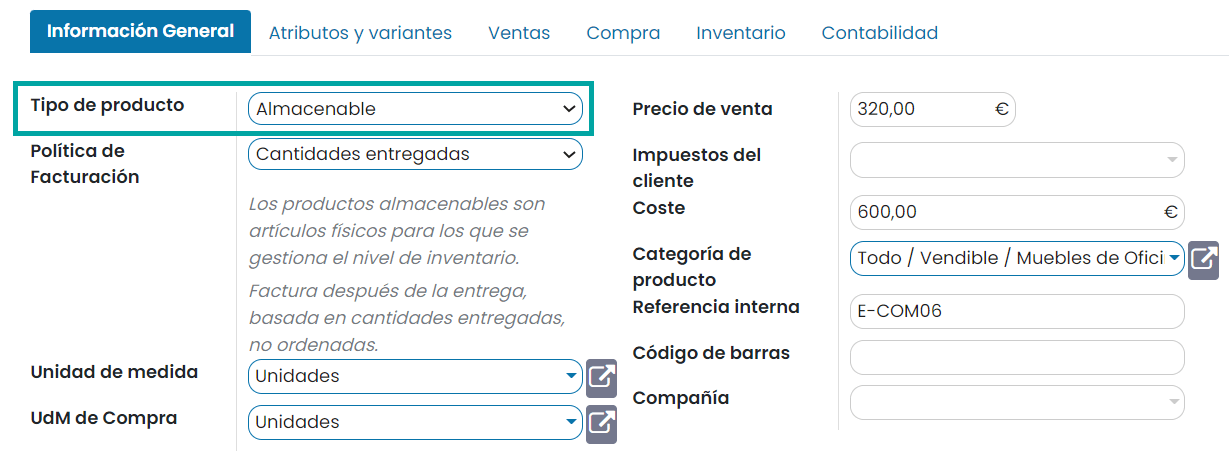 Información General
Atributos y variantes
Ventas
Compra
Inventario
Contabilidad
Tipo de producto
Almacenable
Política de
Facturación
Cantidades entregadas
Los productos almacenables son
artículos físicos para los que se
gestiona el nivel de inventario.
Factura después de la entrega,
basada en cantidades entregadas,
no ordenadas.
Unidad de medida
Unidades
UdM de Compra
Unidades
Precio de venta
320,00 €
Impuestos del
cliente
Coste
600,00 €
Categoría de
producto
Todo / Vendible / Muebles de Ofici
Referencia interna
E-COM06
Código de barras
Compañía